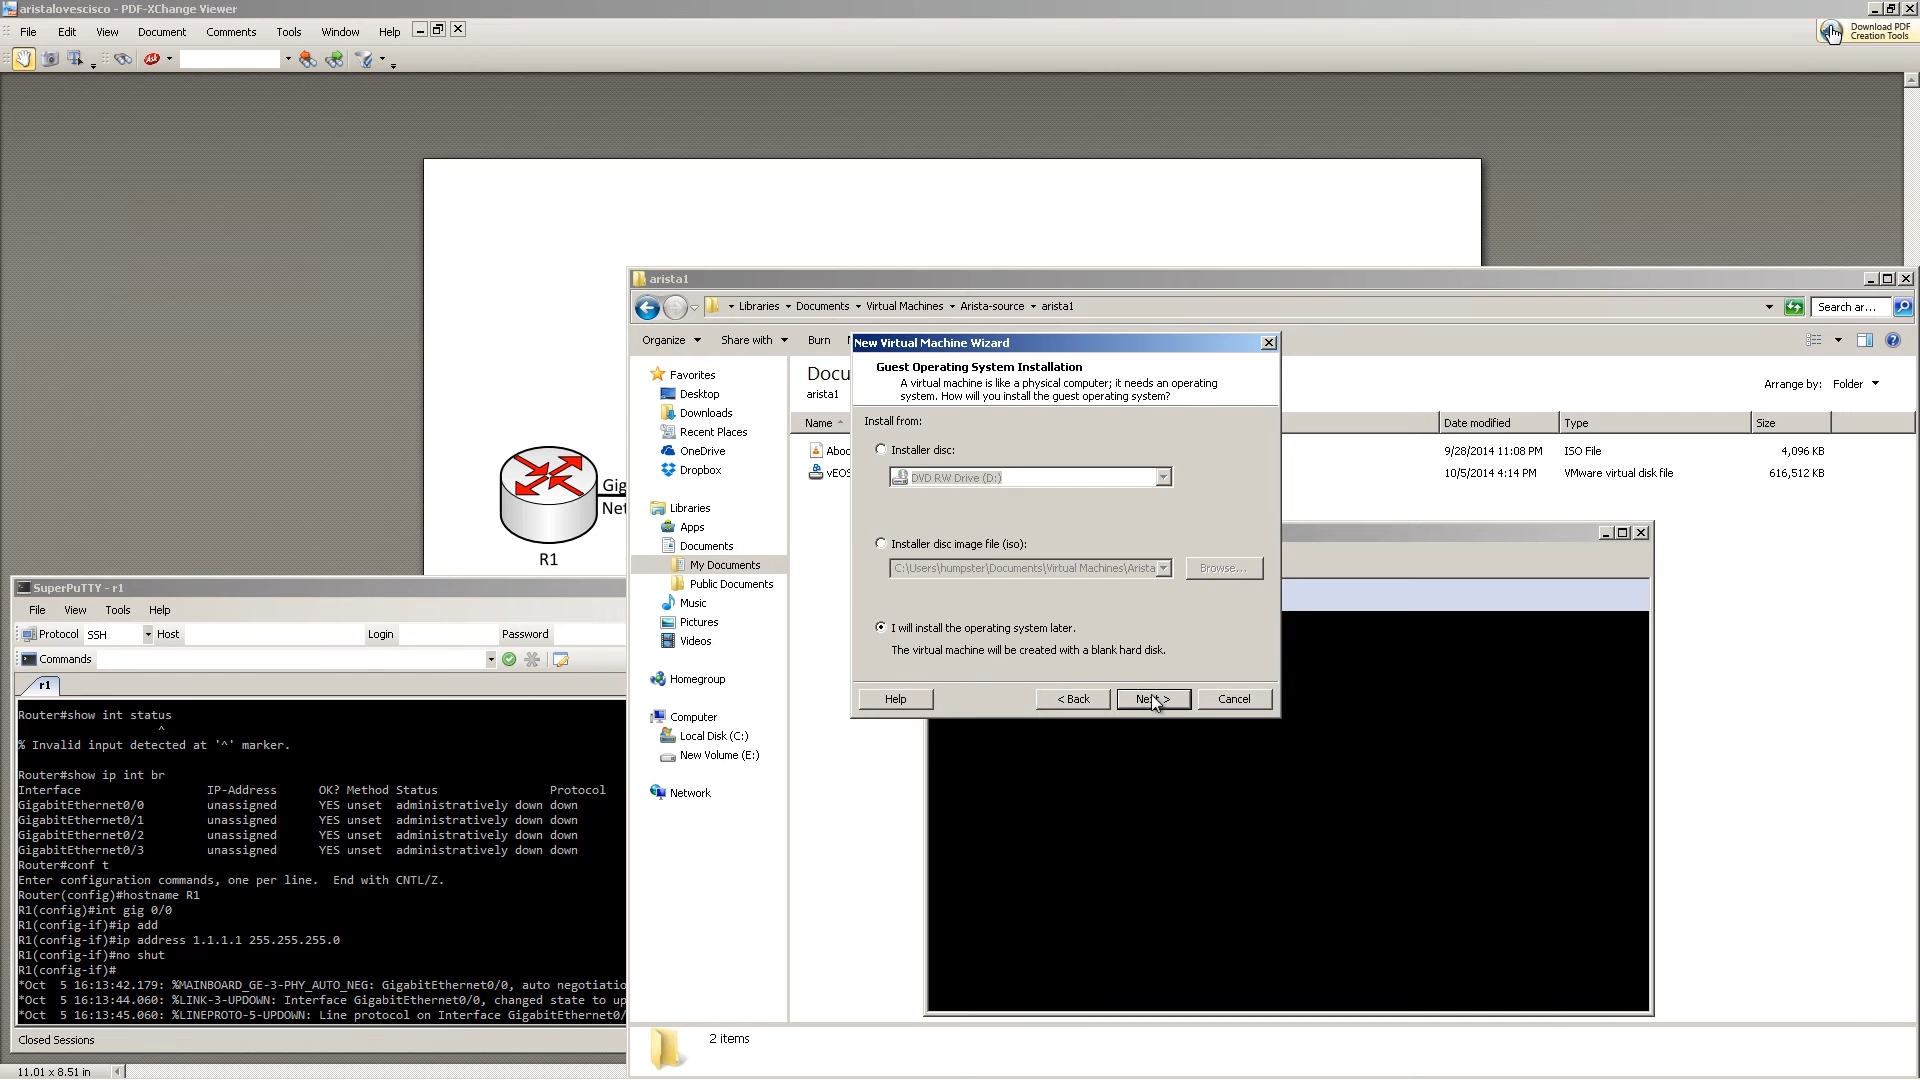 aristalovescisco - PDF-XChange Viewer
File Edit View Document Comments Tools Window Help
Download PDF
Creation Tools
Ask
Gig
Net
R1
arista1
Libraries Documents Virtual Machines Arista-source arista1
Search ar...
Organize Share with Burn
Favorites
Desktop
Downloads
Recent Places
OneDrive
Dropbox
Libraries
Apps
Documents
My Documents
Public Documents
Music
Pictures
Videos
Homegroup
Computer
Local Disk (C:)
New Volume (E:)
Network
Docu
arista1
Arrange by: Folder
Name Date modified Type Size
Aboo 9/28/2014 11:08 PM ISO File 4,096 KB
vEOS 10/5/2014 4:14 PM VMware virtual disk file 616,512 KB
2 items
New Virtual Machine Wizard
Guest Operating System Installation
A virtual machine is like a physical computer; it needs an operating
system. How will you install the guest operating system?
Install from:
Installer disc:
DVD RW Drive (D:)
Installer disc image file (iso):
C:\Users\humpster\Documents\Virtual Machines\Arista
Browse...
I will install the operating system later.
The virtual machine will be created with a blank hard disk.
Help < Back Next > Cancel
SuperPuTTY - r1
File View Tools Help
Protocol SSH Host Login Password
Commands
r1
Router#show int status
^
% Invalid input detected at '^' marker.
Router#show ip int br
Interface IP-Address OK? Method Status Protocol
GigabitEthernet0/0 unassigned YES unset administratively down down
GigabitEthernet0/1 unassigned YES unset administratively down down
GigabitEthernet0/2 unassigned YES unset administratively down down
GigabitEthernet0/3 unassigned YES unset administratively down down
Router#conf t
Enter configuration commands, one per line. End with CNTL/Z.
Router(config)#hostname R1
R1(config)#int gig 0/0
R1(config-if)#ip add
R1(config-if)#ip address 1.1.1.1 255.255.255.0
R1(config-if)#no shut
R1(config-if)#
*Oct 5 16:13:42.179: %MAINBOARD_GE-3-PHY_AUTO_NEG: GigabitEthernet0/0, auto negotiatio
*Oct 5 16:13:44.060: %LINK-3-UPDOWN: Interface GigabitEthernet0/0, changed state to up
*Oct 5 16:13:45.060: %LINEPROTO-5-UPDOWN: Line protocol on Interface GigabitEthernet0/
Closed Sessions
11.01 x 8.51 in